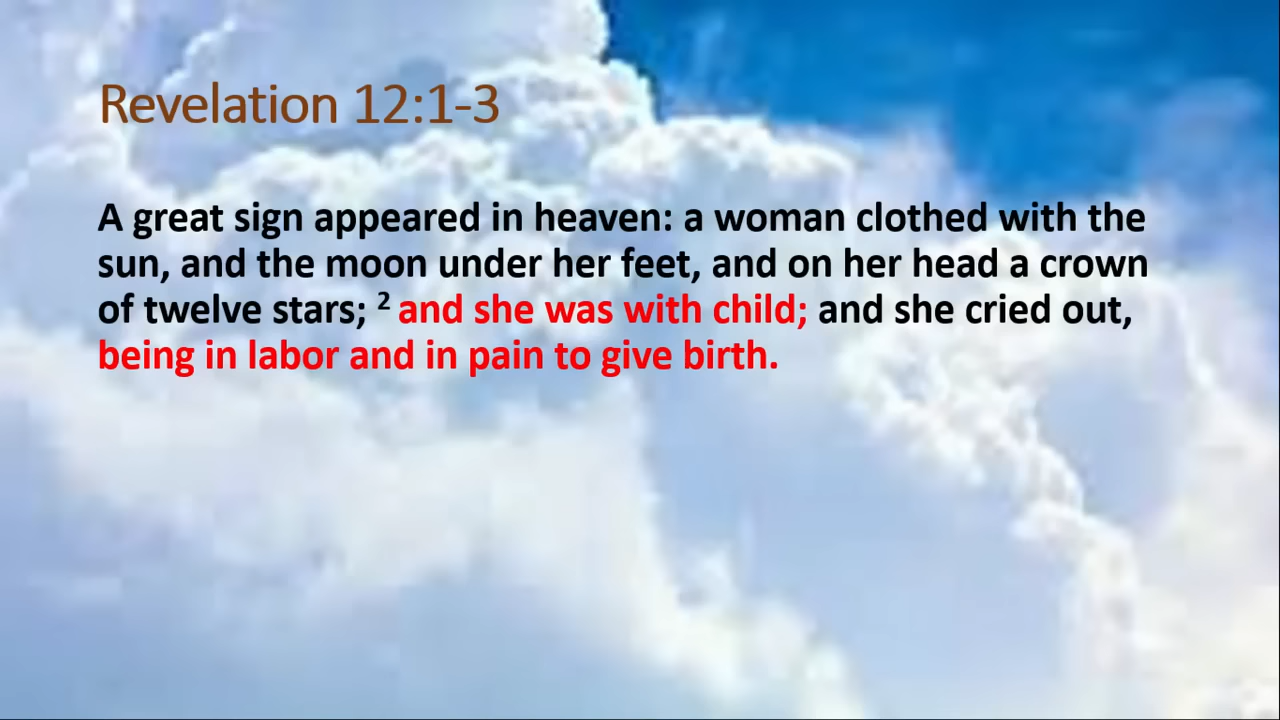 Revelation 12:1-3
A great sign appeared in heaven: a woman clothed with the
sun, and the moon under her feet, and on her head a crown
of twelve stars; ² and she was with child; and she cried out,
being in labor and in pain to give birth.